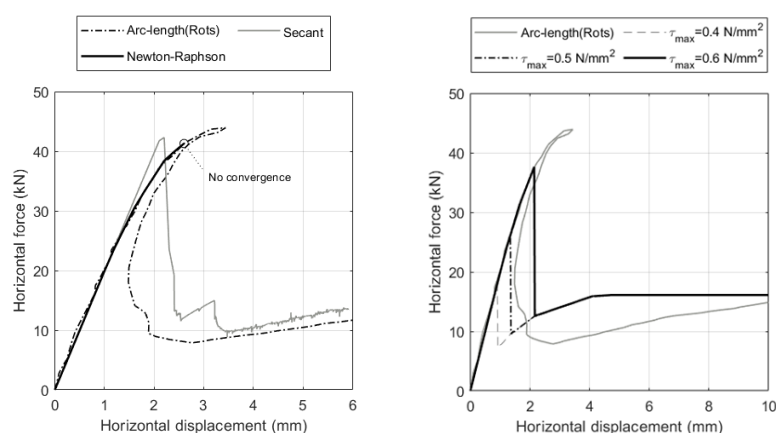 Arc-length(Rots) Secant
Newton-Raphson
50
40
30
20
10
0
Horizontal force (kN)
No convergence
0 1 2 3 4 5 6
Horizontal displacement (mm)
Arc-length(Rots) τmax=0.4 N/mm²
τmax=0.5 N/mm² τmax=0.6 N/mm²
50
40
30
20
10
0
Horizontal force (kN)
0 2 4 6 8 10
Horizontal displacement (mm)